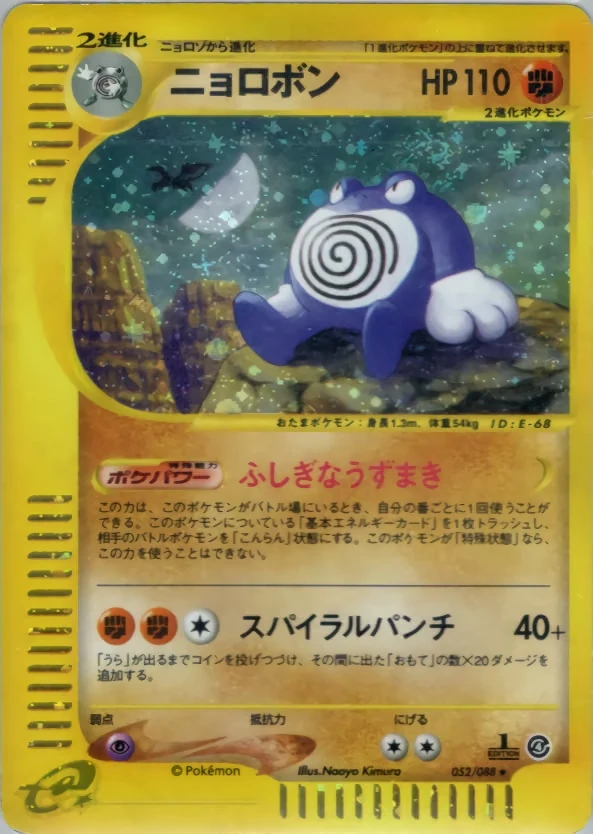 2進化
ニョロゾから進化
「1進化ポケモン」の上に重ねて進化させます。
ニョロボン HP110
2進化ポケモン
おたまポケモン：身長1.3m、体重54kg ID:E-68
特殊能力
ポケパワー ふしぎなうずまき
この力は、このポケモンがバトル場にいるとき、自分の番ごとに1回使うことが
できる。このポケモンについている「基本エネルギーカード」を1枚トラッシュし、
相手のバトルポケモンを「こんらん」状態にする。このポケモンが「特殊状態」なら、
この力を使うことはできない。
スパイラルパンチ 40+
「うら」が出るまでコインを投げつづけ、その間に出た「おもて」の数×20ダメージを
追加する。
弱点 抵抗力 にげる
1
EDITION
© Pokémon Illus.Naoyo Kimura 052/088 ★